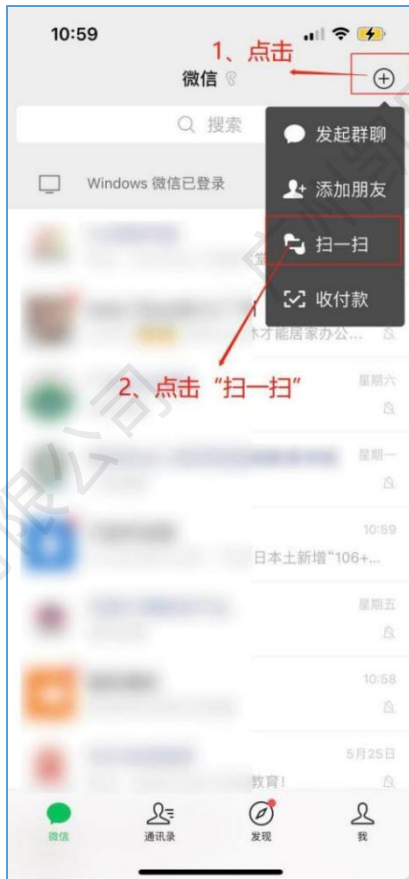 10:59
1、点击
微信
搜索
发起群聊
Windows 微信已登录
添加朋友
扫一扫
收付款
才能居家办公...
2、点击“扫一扫”
星期六
星期一
10:59
日本土新增“106+...
星期五
10:58
5月25日
教育！
微信
通讯录
发现
我